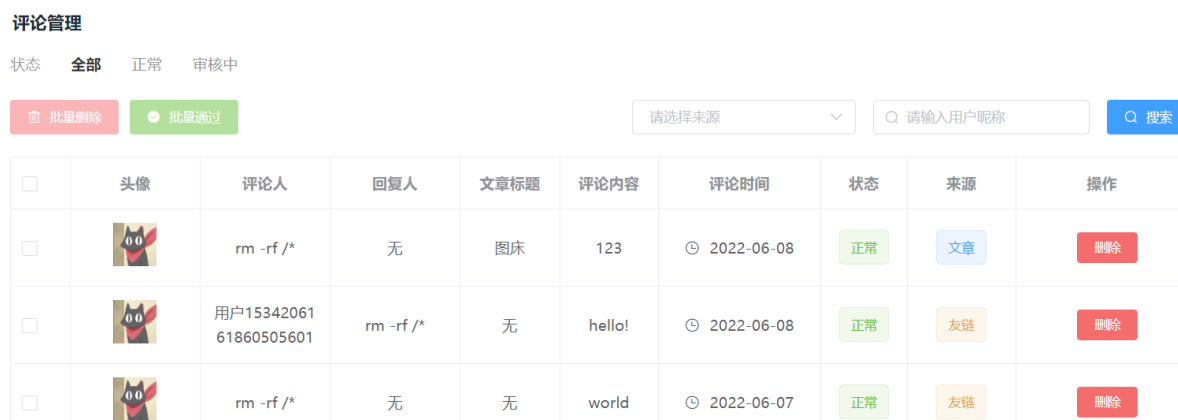 评论管理
状态 全部 正常 审核中
批量删除 批量通过 请选择来源 请输入用户昵称 搜索
头像 评论人 回复人 文章标题 评论内容 评论时间 状态 来源 操作
rm -rf /* 无 图床 123 2022-06-08 正常 文章 删除
用户15342061
61860505601 rm -rf /* 无 hello! 2022-06-08 正常 友链 删除
rm -rf /* 无 无 world 2022-06-07 正常 友链 删除